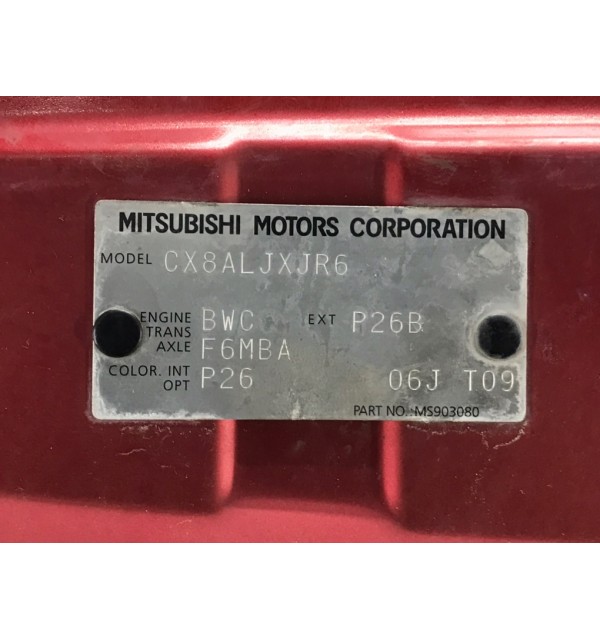 MITSUBISHI MOTORS CORPORATION
MODEL CX8ALJXJR6
ENGINE BWC EXT P26B
TRANS
AXLE F6MBA
COLOR. INT P26 06J T09
OPT
PART NO.:MS903080